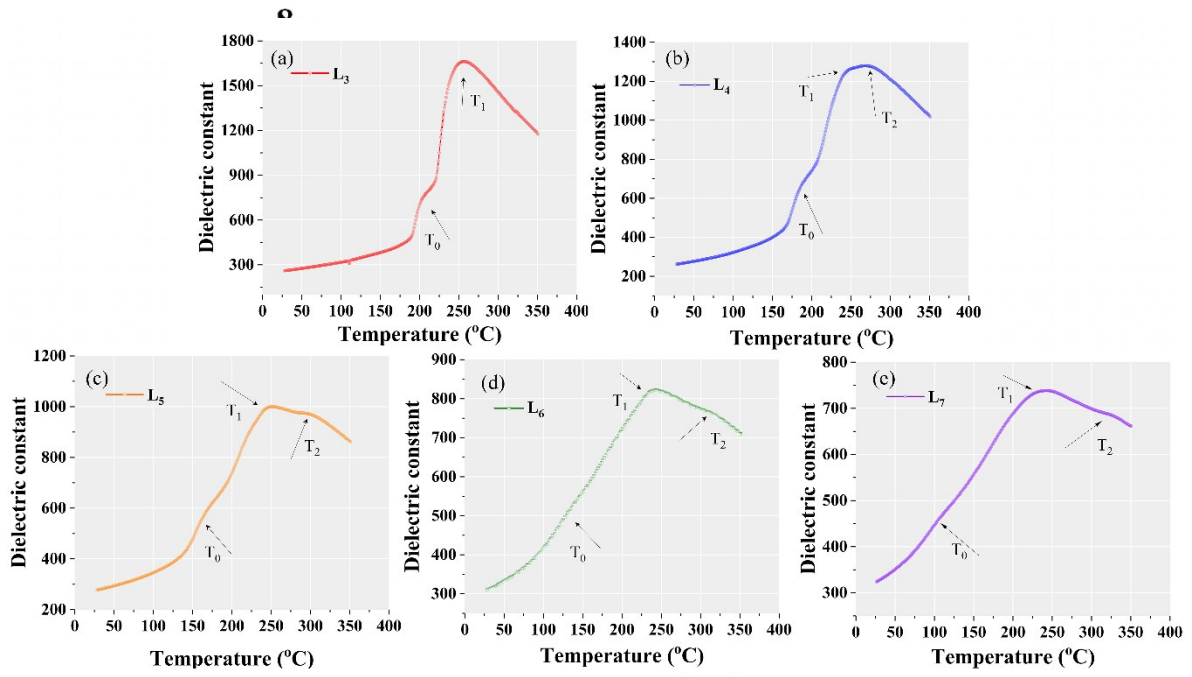 (a)
L₃
T₁
T₀
Dielectric constant
1800
1500
1200
900
600
300
0 50 100 150 200 250 300 350 400
Temperature (°C)
(b)
L₄
T₁
T₂
T₀
Dielectric constant
1400
1200
1000
800
600
400
200
0 50 100 150 200 250 300 350 400
Temperature (°C)
(c)
L₅
T₁
T₂
T₀
Dielectric constant
1200
1000
800
600
400
200
0 50 100 150 200 250 300 350 400
Temperature (°C)
(d)
L₆
T₁
T₂
T₀
Dielectric constant
900
800
700
600
500
400
300
0 50 100 150 200 250 300 350 400
Temperature (°C)
(e)
L₇
T₁
T₂
T₀
Dielectric constant
800
700
600
500
400
300
0 50 100 150 200 250 300 350 400
Temperature (°C)